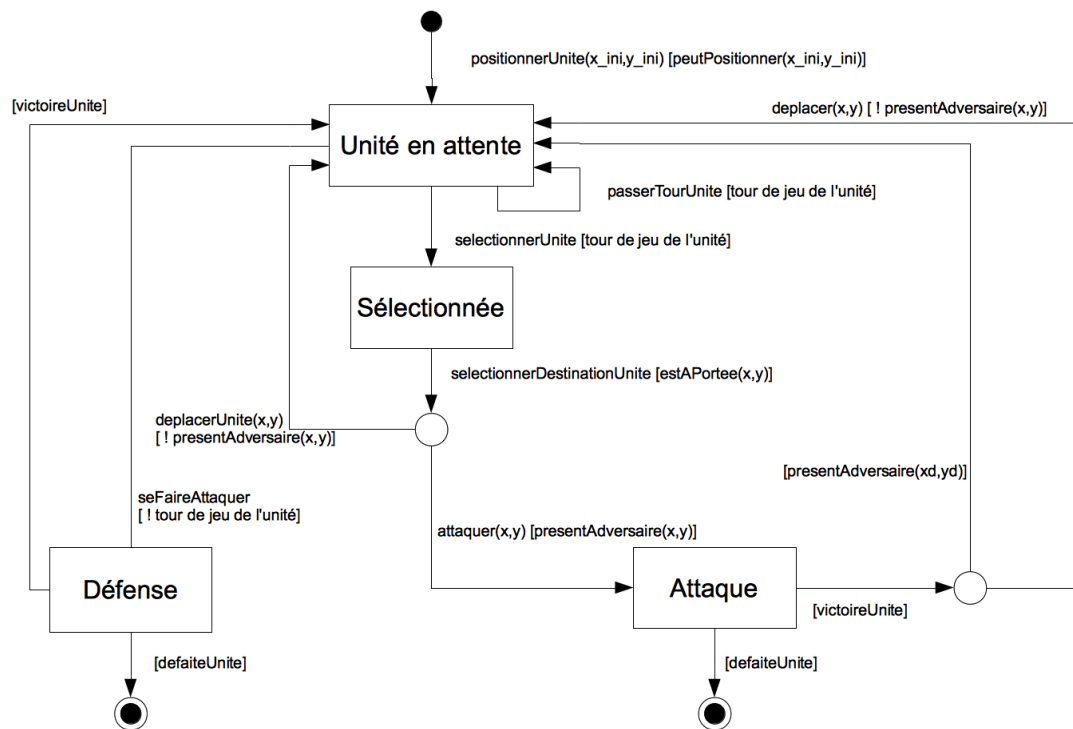 positionnerUnite(x_ini,y_ini) [peutPositionner(x_ini,y_ini)]
[victoireUnite]
deplacer(x,y) [ ! presentAdversaire(x,y)]
Unité en attente
passerTourUnite [tour de jeu de l'unité]
selectionnerUnite [tour de jeu de l'unité]
Sélectionnée
selectionnerDestinationUnite [estAPortee(x,y)]
deplacerUnite(x,y)
[ ! presentAdversaire(x,y)]
[presentAdversaire(xd,yd)]
seFaireAttaquer
[ ! tour de jeu de l'unité]
attaquer(x,y) [presentAdversaire(x,y)]
Défense
Attaque
[victoireUnite]
[defaiteUnite]
[defaiteUnite]